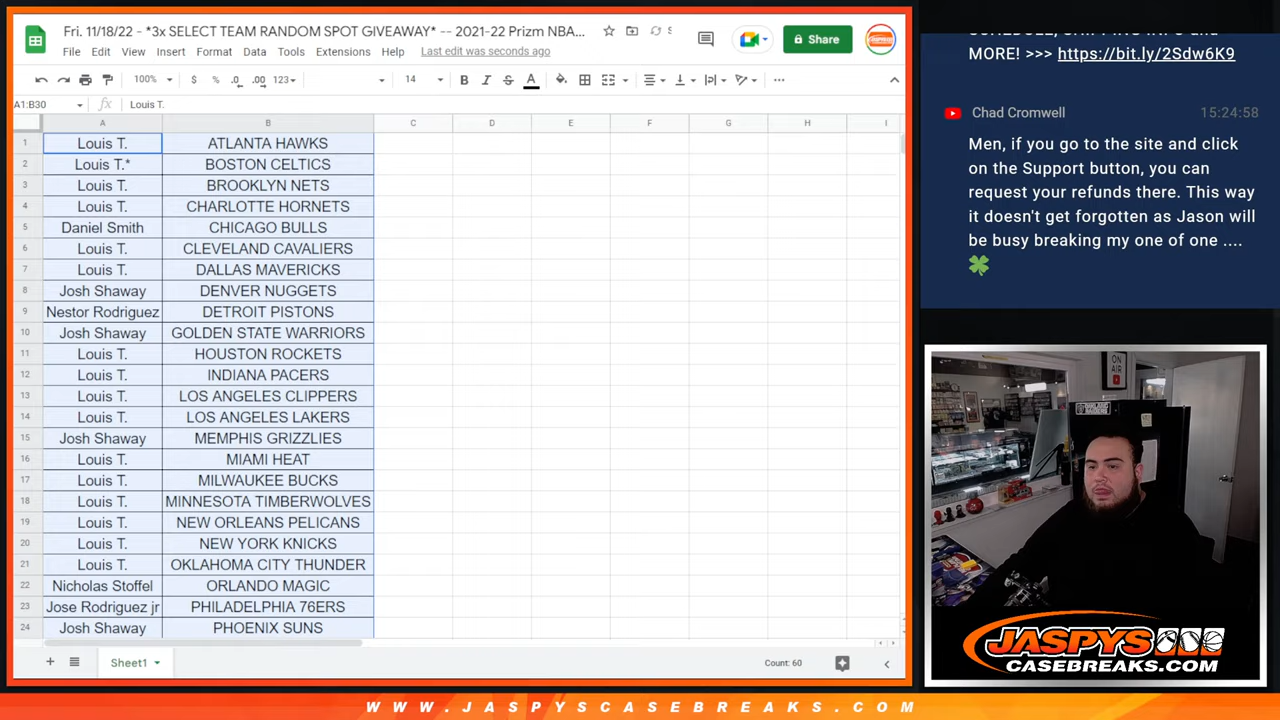 Fri. 11/18/22 - *3x SELECT TEAM RANDOM SPOT GIVEAWAY* -- 2021-22 Prizm NBA...
Share
File Edit View Insert Format Data Tools Extensions Help Last edit was seconds ago
100% $ % .0 .00 123 14 B I S A
A1:B30 fx Louis T.
A B C D E F G H I
1 Louis T. ATLANTA HAWKS
2 Louis T.* BOSTON CELTICS
3 Louis T. BROOKLYN NETS
4 Louis T. CHARLOTTE HORNETS
5 Daniel Smith CHICAGO BULLS
6 Louis T. CLEVELAND CAVALIERS
7 Louis T. DALLAS MAVERICKS
8 Josh Shaway DENVER NUGGETS
9 Nestor Rodriguez DETROIT PISTONS
10 Josh Shaway GOLDEN STATE WARRIORS
11 Louis T. HOUSTON ROCKETS
12 Louis T. INDIANA PACERS
13 Louis T. LOS ANGELES CLIPPERS
14 Louis T. LOS ANGELES LAKERS
15 Josh Shaway MEMPHIS GRIZZLIES
16 Louis T. MIAMI HEAT
17 Louis T. MILWAUKEE BUCKS
18 Louis T. MINNESOTA TIMBERWOLVES
19 Louis T. NEW ORLEANS PELICANS
20 Louis T. NEW YORK KNICKS
21 Louis T. OKLAHOMA CITY THUNDER
22 Nicholas Stoffel ORLANDO MAGIC
23 Jose Rodriguez jr PHILADELPHIA 76ERS
24 Josh Shaway PHOENIX SUNS
Sheet1
Count: 60
MORE! >>> https://bit.ly/2Sdw6K9
Chad Cromwell 15:24:58
Men, if you go to the site and click
on the Support button, you can
request your refunds there. This way
it doesn't get forgotten as Jason will
be busy breaking my one of one ....
ON
AIR
JASPYS
CASEBREAKS.COM
WWW.JASPYSCASEBREAKS.COM